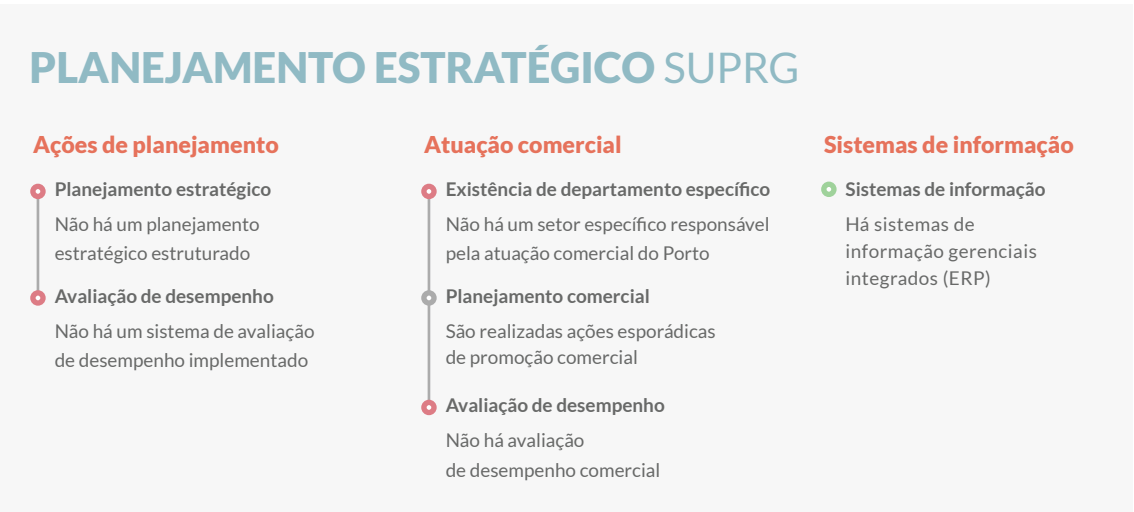 PLANEJAMENTO ESTRATÉGICO SUPRG
Ações de planejamento
Planejamento estratégico
Não há um planejamento
estratégico estruturado
Avaliação de desempenho
Não há um sistema de avaliação
de desempenho implementado
Atuação comercial
Existência de departamento específico
Não há um setor específico responsável
pela atuação comercial do Porto
Planejamento comercial
São realizadas ações esporádicas
de promoção comercial
Avaliação de desempenho
Não há avaliação
de desempenho comercial
Sistemas de informação
Sistemas de informação
Há sistemas de
informação gerenciais
integrados (ERP)